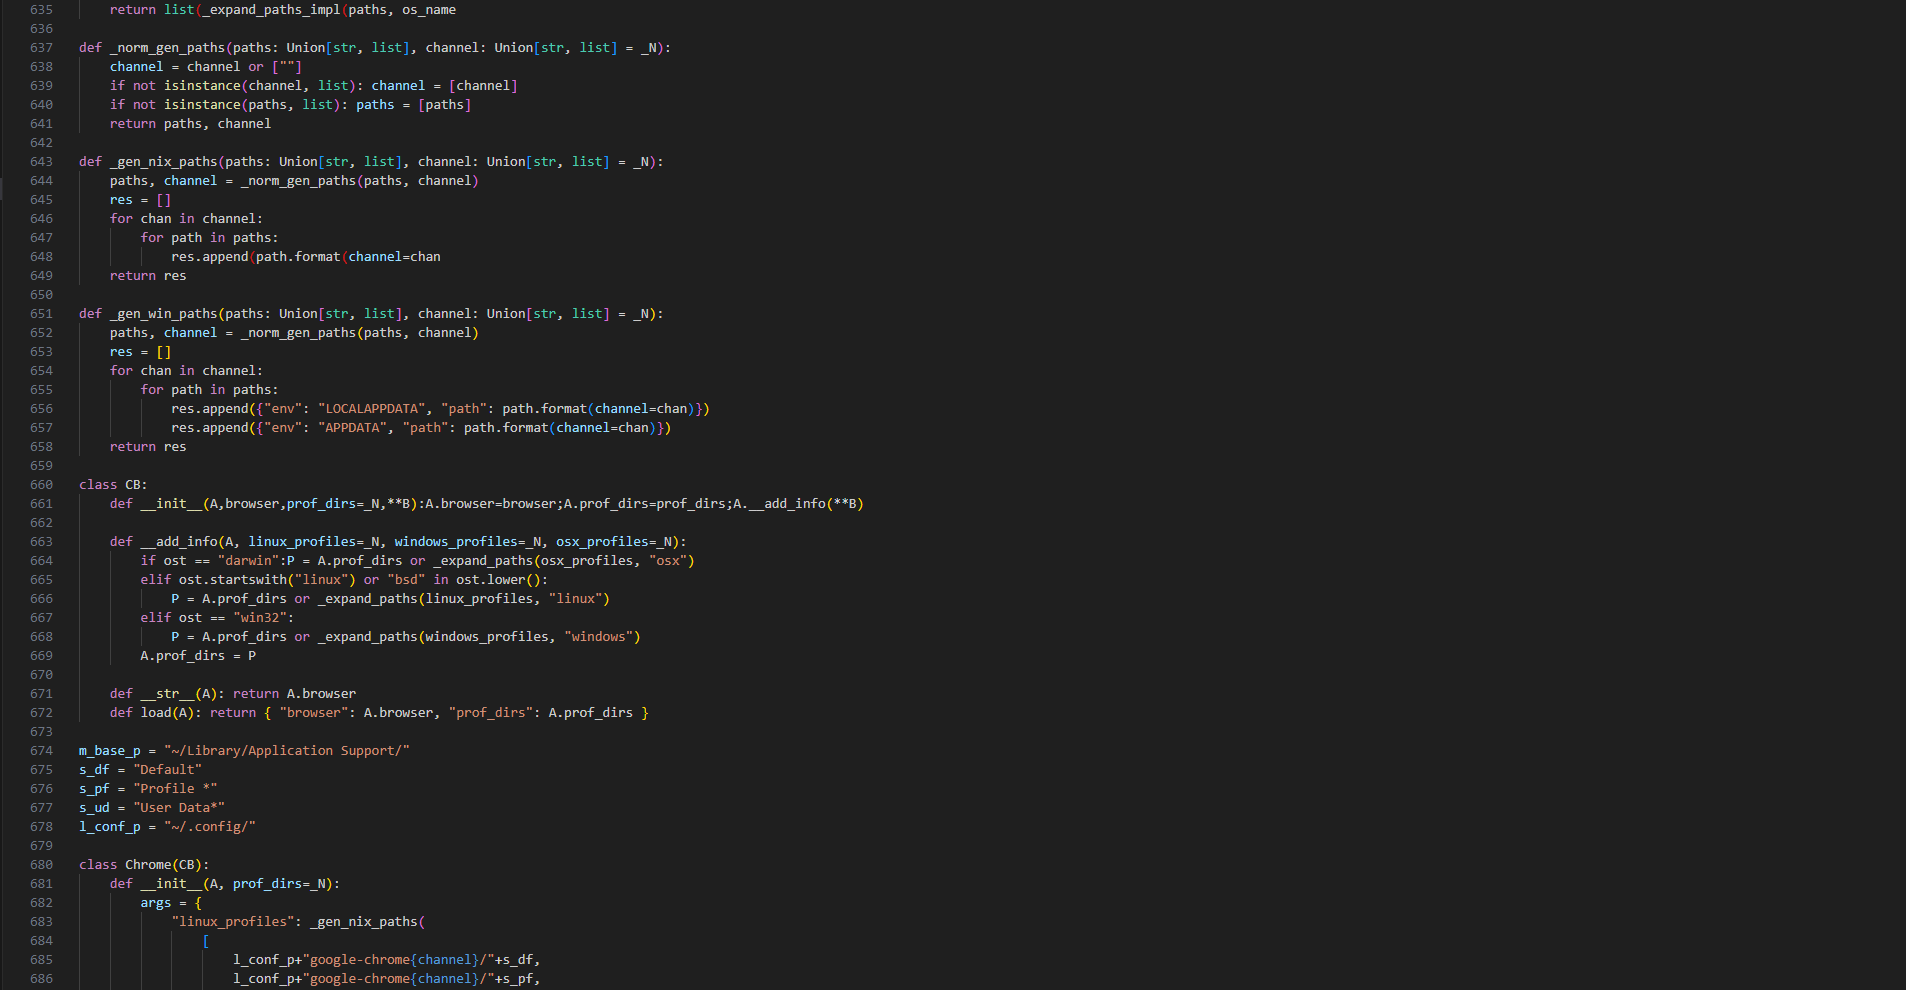 635 return list(_expand_paths_impl(paths, os_name
636
637 def _norm_gen_paths(paths: Union[str, list], channel: Union[str, list] = _N):
638 channel = channel or [""]
639 if not isinstance(channel, list): channel = [channel]
640 if not isinstance(paths, list): paths = [paths]
641 return paths, channel
642
643 def _gen_nix_paths(paths: Union[str, list], channel: Union[str, list] = _N):
644 paths, channel = _norm_gen_paths(paths, channel)
645 res = []
646 for chan in channel:
647 for path in paths:
648 res.append(path.format(channel=chan
649 return res
650
651 def _gen_win_paths(paths: Union[str, list], channel: Union[str, list] = _N):
652 paths, channel = _norm_gen_paths(paths, channel)
653 res = []
654 for chan in channel:
655 for path in paths:
656 res.append({"env": "LOCALAPPDATA", "path": path.format(channel=chan)})
657 res.append({"env": "APPDATA", "path": path.format(channel=chan)})
658 return res
659
660 class CB:
661 def __init__(A,browser,prof_dirs=_N,**B):A.browser=browser;A.prof_dirs=prof_dirs;A.__add_info(**B)
662
663 def __add_info(A, linux_profiles=_N, windows_profiles=_N, osx_profiles=_N):
664 if ost == "darwin":P = A.prof_dirs or _expand_paths(osx_profiles, "osx")
665 elif ost.startswith("linux") or "bsd" in ost.lower():
666 P = A.prof_dirs or _expand_paths(linux_profiles, "linux")
667 elif ost == "win32":
668 P = A.prof_dirs or _expand_paths(windows_profiles, "windows")
669 A.prof_dirs = P
670
671 def __str__(A): return A.browser
672 def load(A): return { "browser": A.browser, "prof_dirs": A.prof_dirs }
673
674 m_base_p = "~/Library/Application Support/"
675 s_df = "Default"
676 s_pf = "Profile *"
677 s_ud = "User Data*"
678 l_conf_p = "~/.config/"
679
680 class Chrome(CB):
681 def __init__(A, prof_dirs=_N):
682 args = {
683 "linux_profiles": _gen_nix_paths(
684 [
685 l_conf_p+"google-chrome{channel}/"+s_df,
686 l_conf_p+"google-chrome{channel}/"+s_pf,